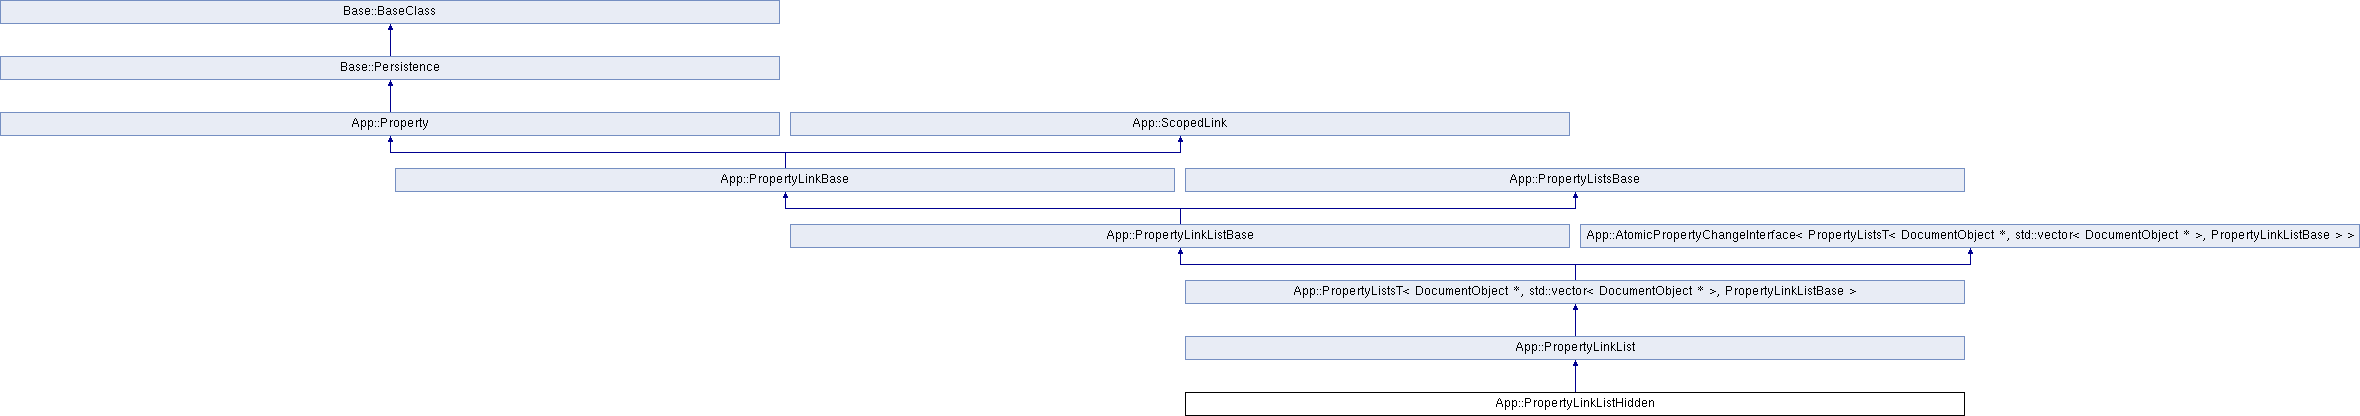 Base::BaseClass
Base::Persistence
App::Property
App::ScopedLink
App::PropertyLinkBase
App::PropertyListsBase
App::PropertyLinkListBase
App::AtomicPropertyChangeInterface< PropertyListsT< DocumentObject *, std::vector< DocumentObject * >, PropertyLinkListBase > >
App::PropertyListsT< DocumentObject *, std::vector< DocumentObject * >, PropertyLinkListBase >
App::PropertyLinkList
App::PropertyLinkListHidden